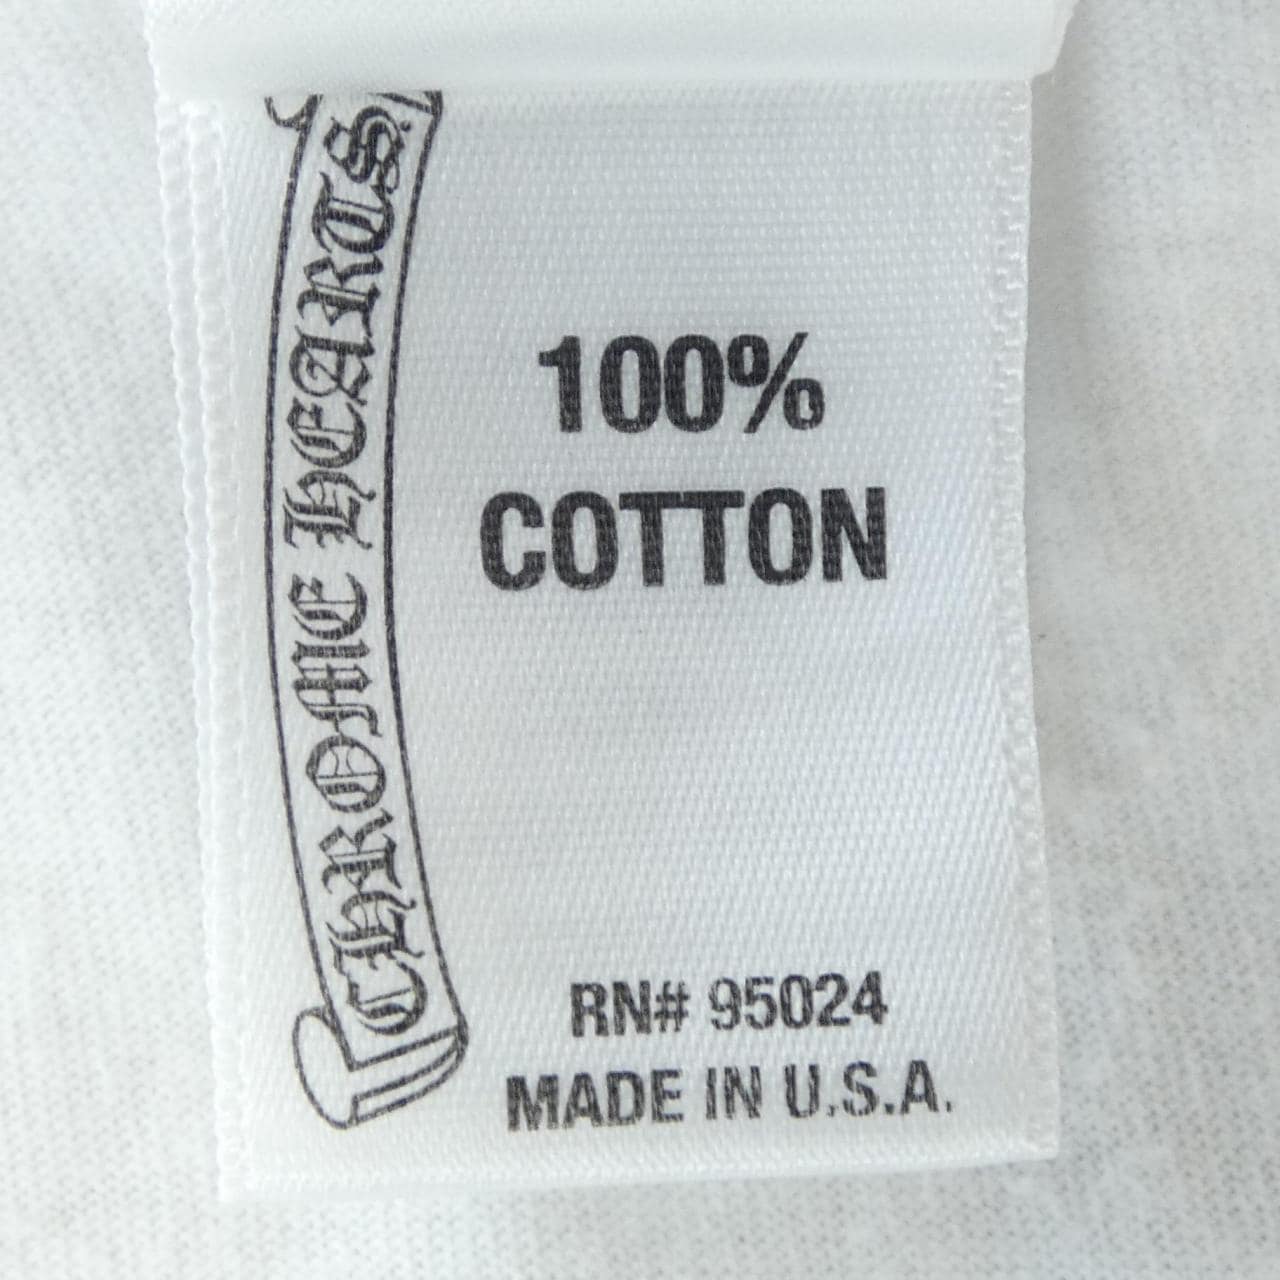 CHROME HEARTS
100%
COTTON
RN# 95024
MADE IN U.S.A.